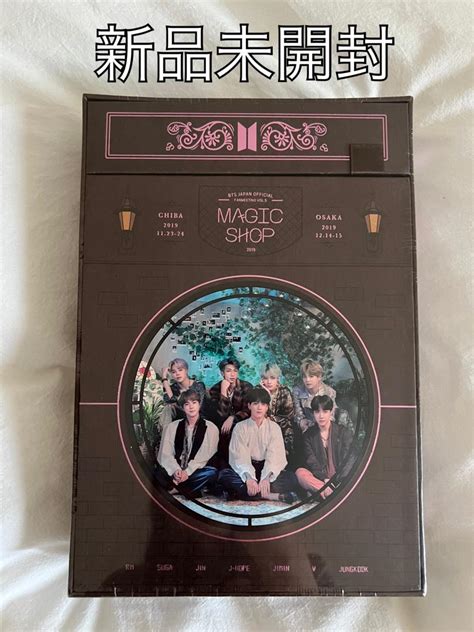 新品未開封
BTS JAPAN OFFICIAL
FANMEETING VOL.5
MAGIC
SHOP
2019
CHIBA
2019
11.23-24
OSAKA
2019
12.14-15
RM SUGA JIN J-HOPE JIMIN V JUNGKOOK